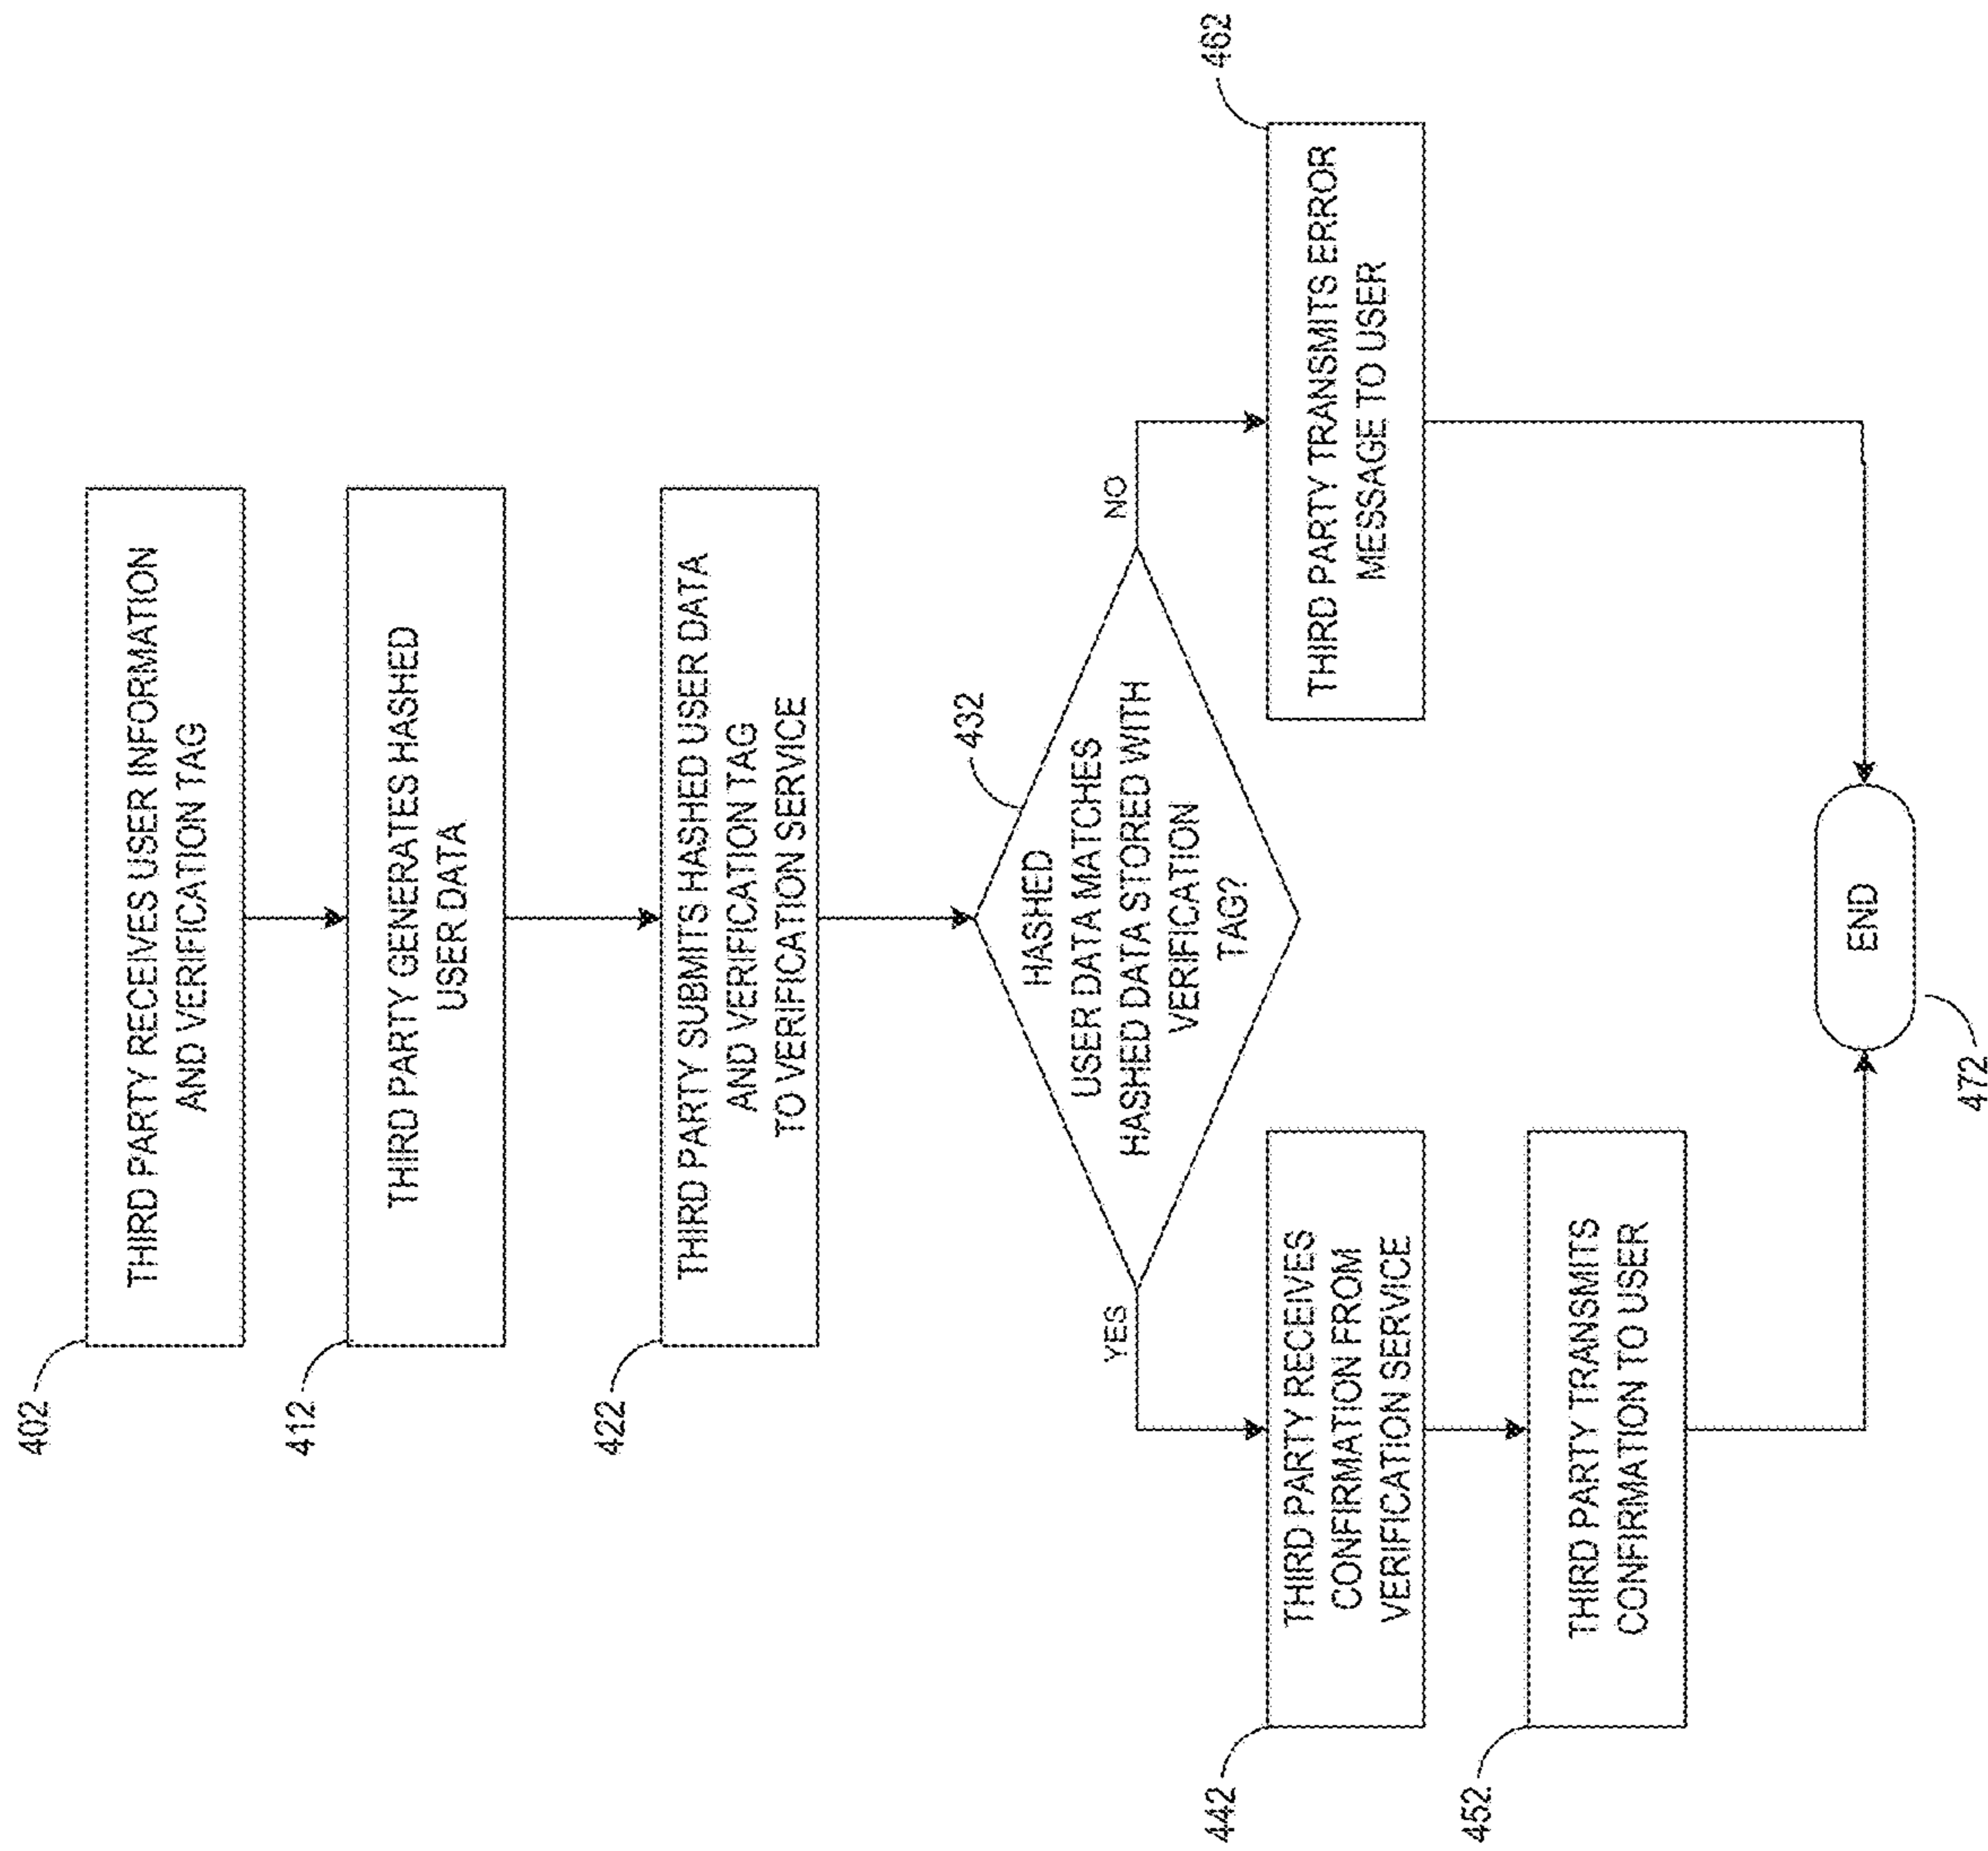 402
THIRD PARTY RECEIVES USER INFORMATION
AND VERIFICATION TAG
412
THIRD PARTY GENERATES HASHED
USER DATA
422
THIRD PARTY SUBMITS HASHED USER DATA
AND VERIFICATION TAG
TO VERIFICATION SERVICE
432
HASHED
USER DATA MATCHES
HASHED DATA STORED WITH
VERIFICATION
TAG?
YES
NO
442
THIRD PARTY RECEIVES
CONFIRMATION FROM
VERIFICATION SERVICE
462
THIRD PARTY TRANSMITS ERROR
MESSAGE TO USER
452
THIRD PARTY TRANSMITS
CONFIRMATION TO USER
END
472